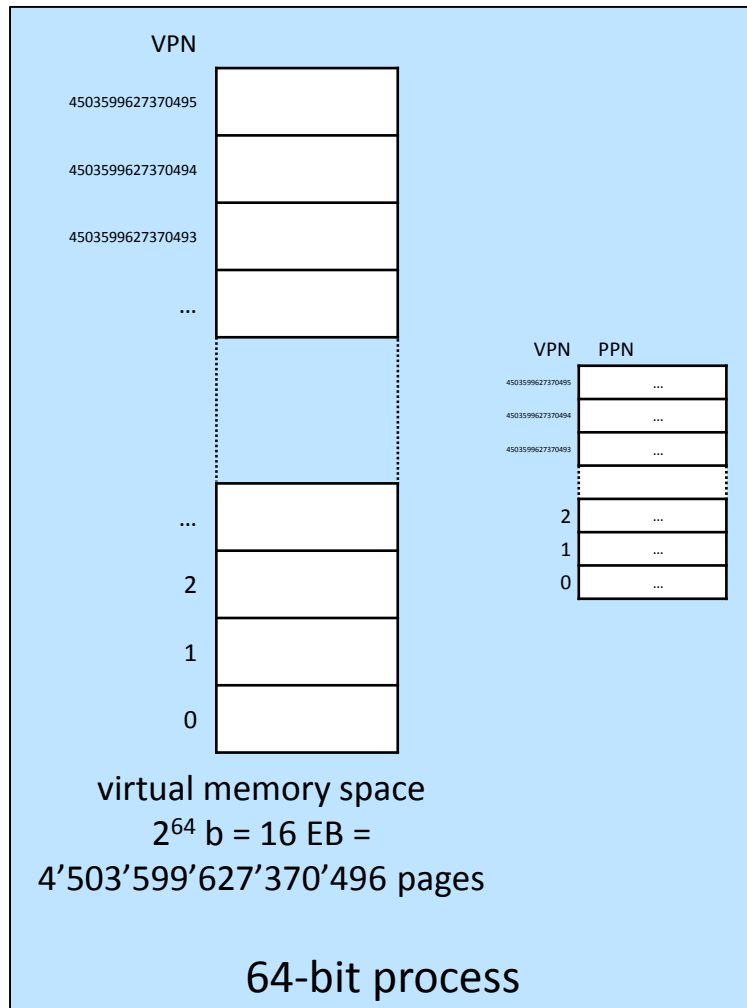 VPN
4503599627370495
4503599627370494
4503599627370493
...
...
2
1
0
VPN PPN
4503599627370495 ...
4503599627370494 ...
4503599627370493 ...
2 ...
1 ...
0 ...
virtual memory space
2⁶⁴ b = 16 EB =
4’503’599’627’370’496 pages
64-bit process